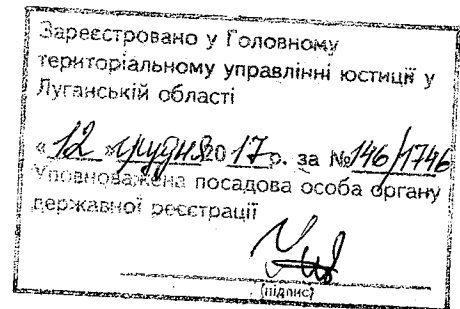 Зареєстровано у Головному
територіальному управлінні юстиції у
Луганській області
«12» грудня 2017р. за №146/1746
Уповноважена посадова особа органу
державної реєстрації
(підпис)